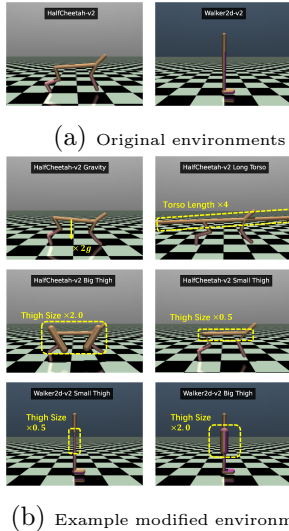 HalfCheetah-v2
Walker2d-v2
(a) Original environments
HalfCheetah-v2 Gravity
HalfCheetah-v2 Long Torso
Torso Length ×4
× 2g
HalfCheetah-v2 Big Thigh
HalfCheetah-v2 Small Thigh
Thigh Size ×2.0
Thigh Size ×0.5
Walker2d-v2 Small Thigh
Walker2d-v2 Big Thigh
Thigh Size
×0.5
Thigh Size
×2.0
(b) Example modified environm